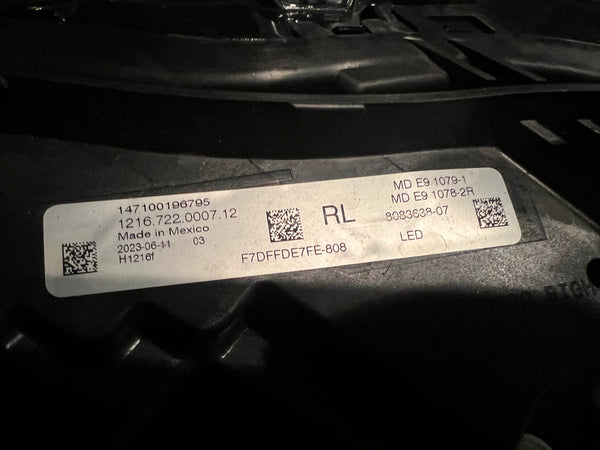 147100196795
1216.722.0007.12
Made in Mexico
2023-06-11 03
H1216f
F7DFFDE7FE-808
RL
MD E9 1079-1
MD E9 1078-2R
8083638-07
LED